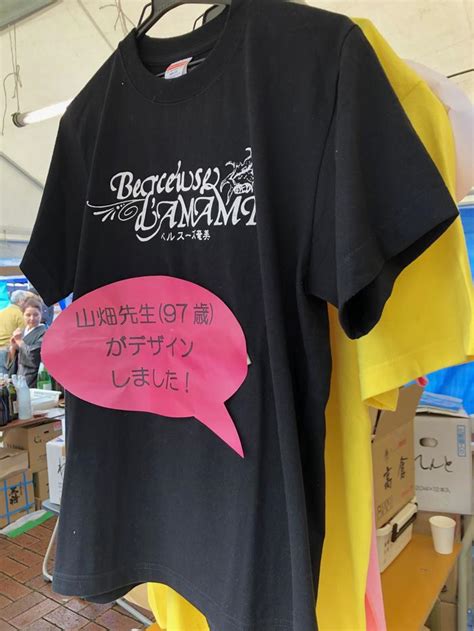 Berceuse
d'AMAMI
ベルスーズ奄美
山畑先生(97歳)
がデザイン
しました!